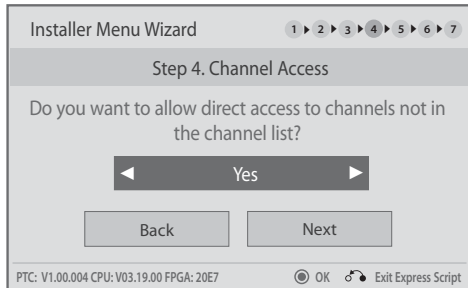 Installer Menu Wizard 1 2 3 4 5 6 7
Step 4. Channel Access
Do you want to allow direct access to channels not in
the channel list?
Yes
Back Next
PTC: V1.00.004 CPU: V03.19.00 FPGA: 20E7 OK Exit Express Script